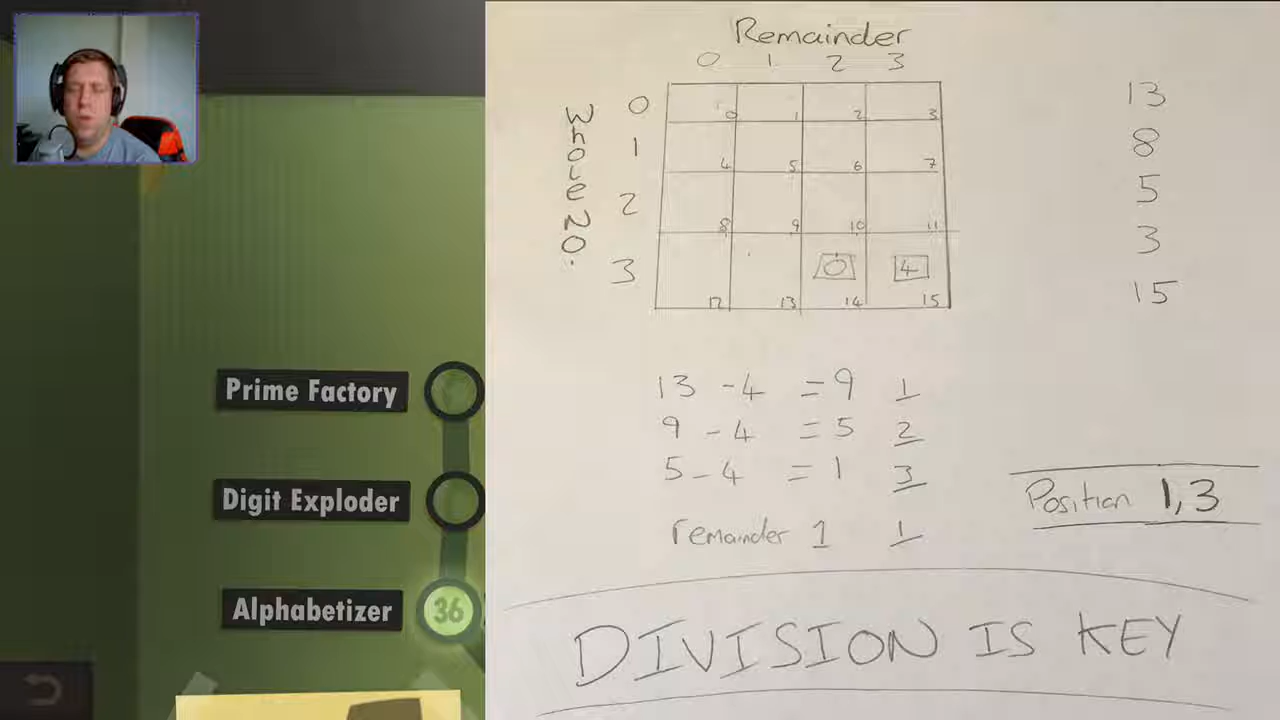 Remainder
0 1 2 3
Whole No.
0
1
2
3
0 1 2 3
4 5 6 7
8 9 10 11
0 4
12 13 14 15
13
8
5
3
15
13 - 4 = 9 1
9 - 4 = 5 2
5 - 4 = 1 3
remainder 1 1
Position 1,3
DIVISION IS KEY
Prime Factory
Digit Exploder
Alphabetizer 36